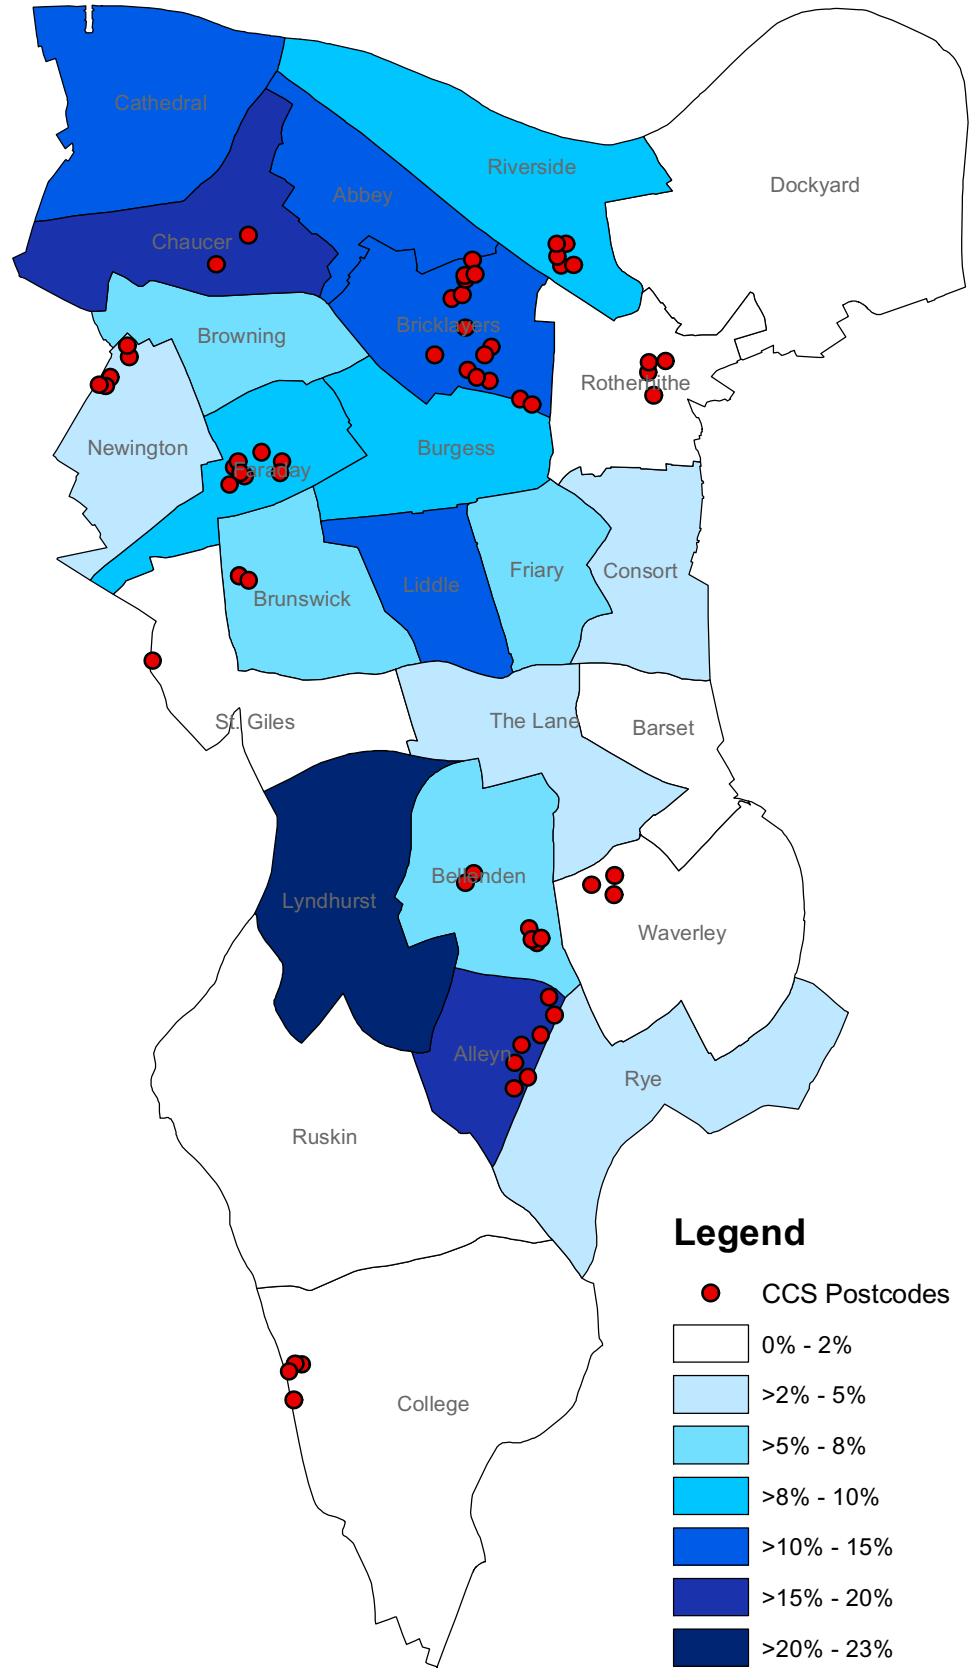 Cathedral
Riverside
Dockyard
Abbey
Chaucer
Bricklayers
Browning
Rotherhithe
Newington
Burgess
Faraday
Friary
Consort
Liddle
Brunswick
St. Giles
The Lane
Barset
Bellenden
Lyndhurst
Waverley
Alleyn
Rye
Ruskin
College
Legend
CCS Postcodes
0% - 2%
>2% - 5%
>5% - 8%
>8% - 10%
>10% - 15%
>15% - 20%
>20% - 23%